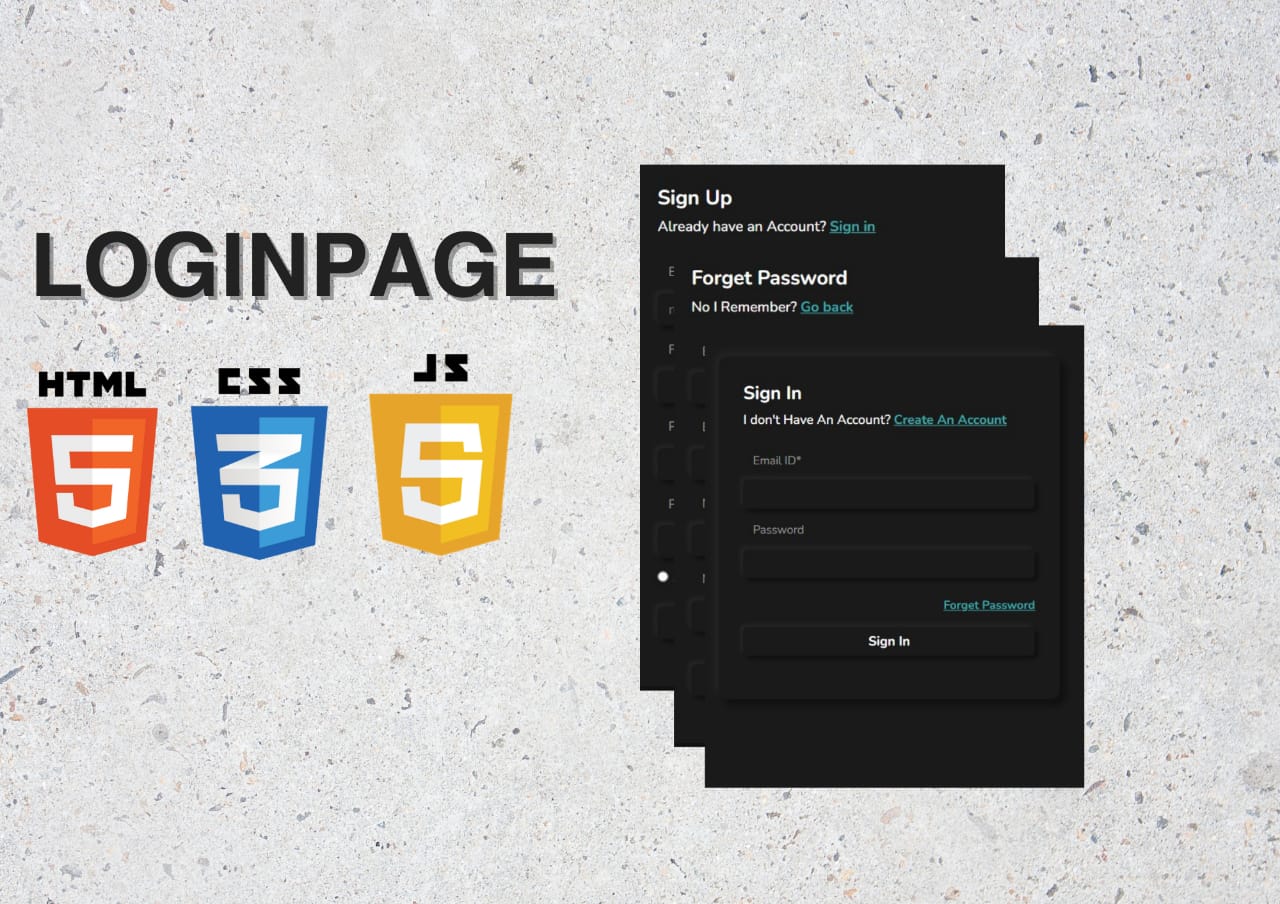 LOGINPAGE
HTML
CSS
JS
5
3
5
Sign Up
Already have an Account? Sign in
E
n
F
F
F
Forget Password
No I Remember? Go back
E
Sign In
I don't Have An Account? Create An Account
Email ID*
Password
Forget Password
Sign In